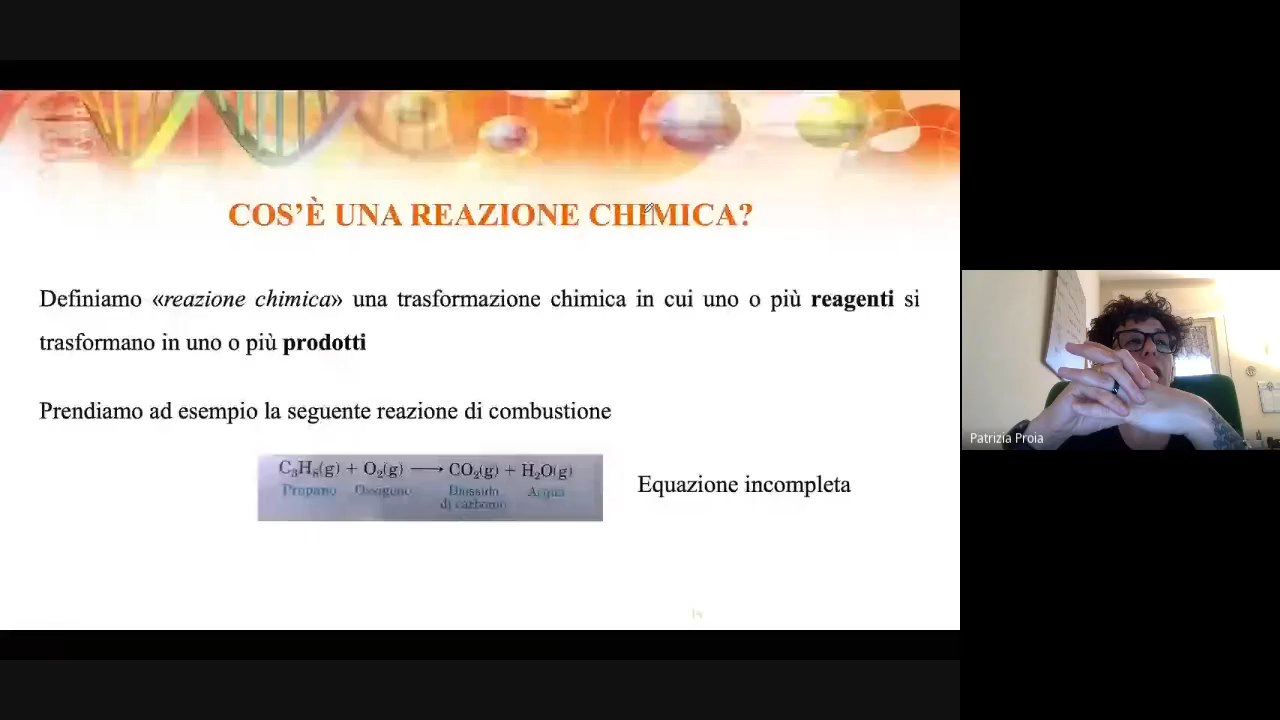 COS'È UNA REAZIONE CHIMICA?
Definiamo «reazione chimica» una trasformazione chimica in cui uno o più reagenti si
trasformano in uno o più prodotti
Prendiamo ad esempio la seguente reazione di combustione
C₃H₈(g) + O₂(g) ⟶ CO₂(g) + H₂O(g)
Propano Ossigeno Diossido Acqua
di carbonio
Equazione incompleta
Patrizia Proia